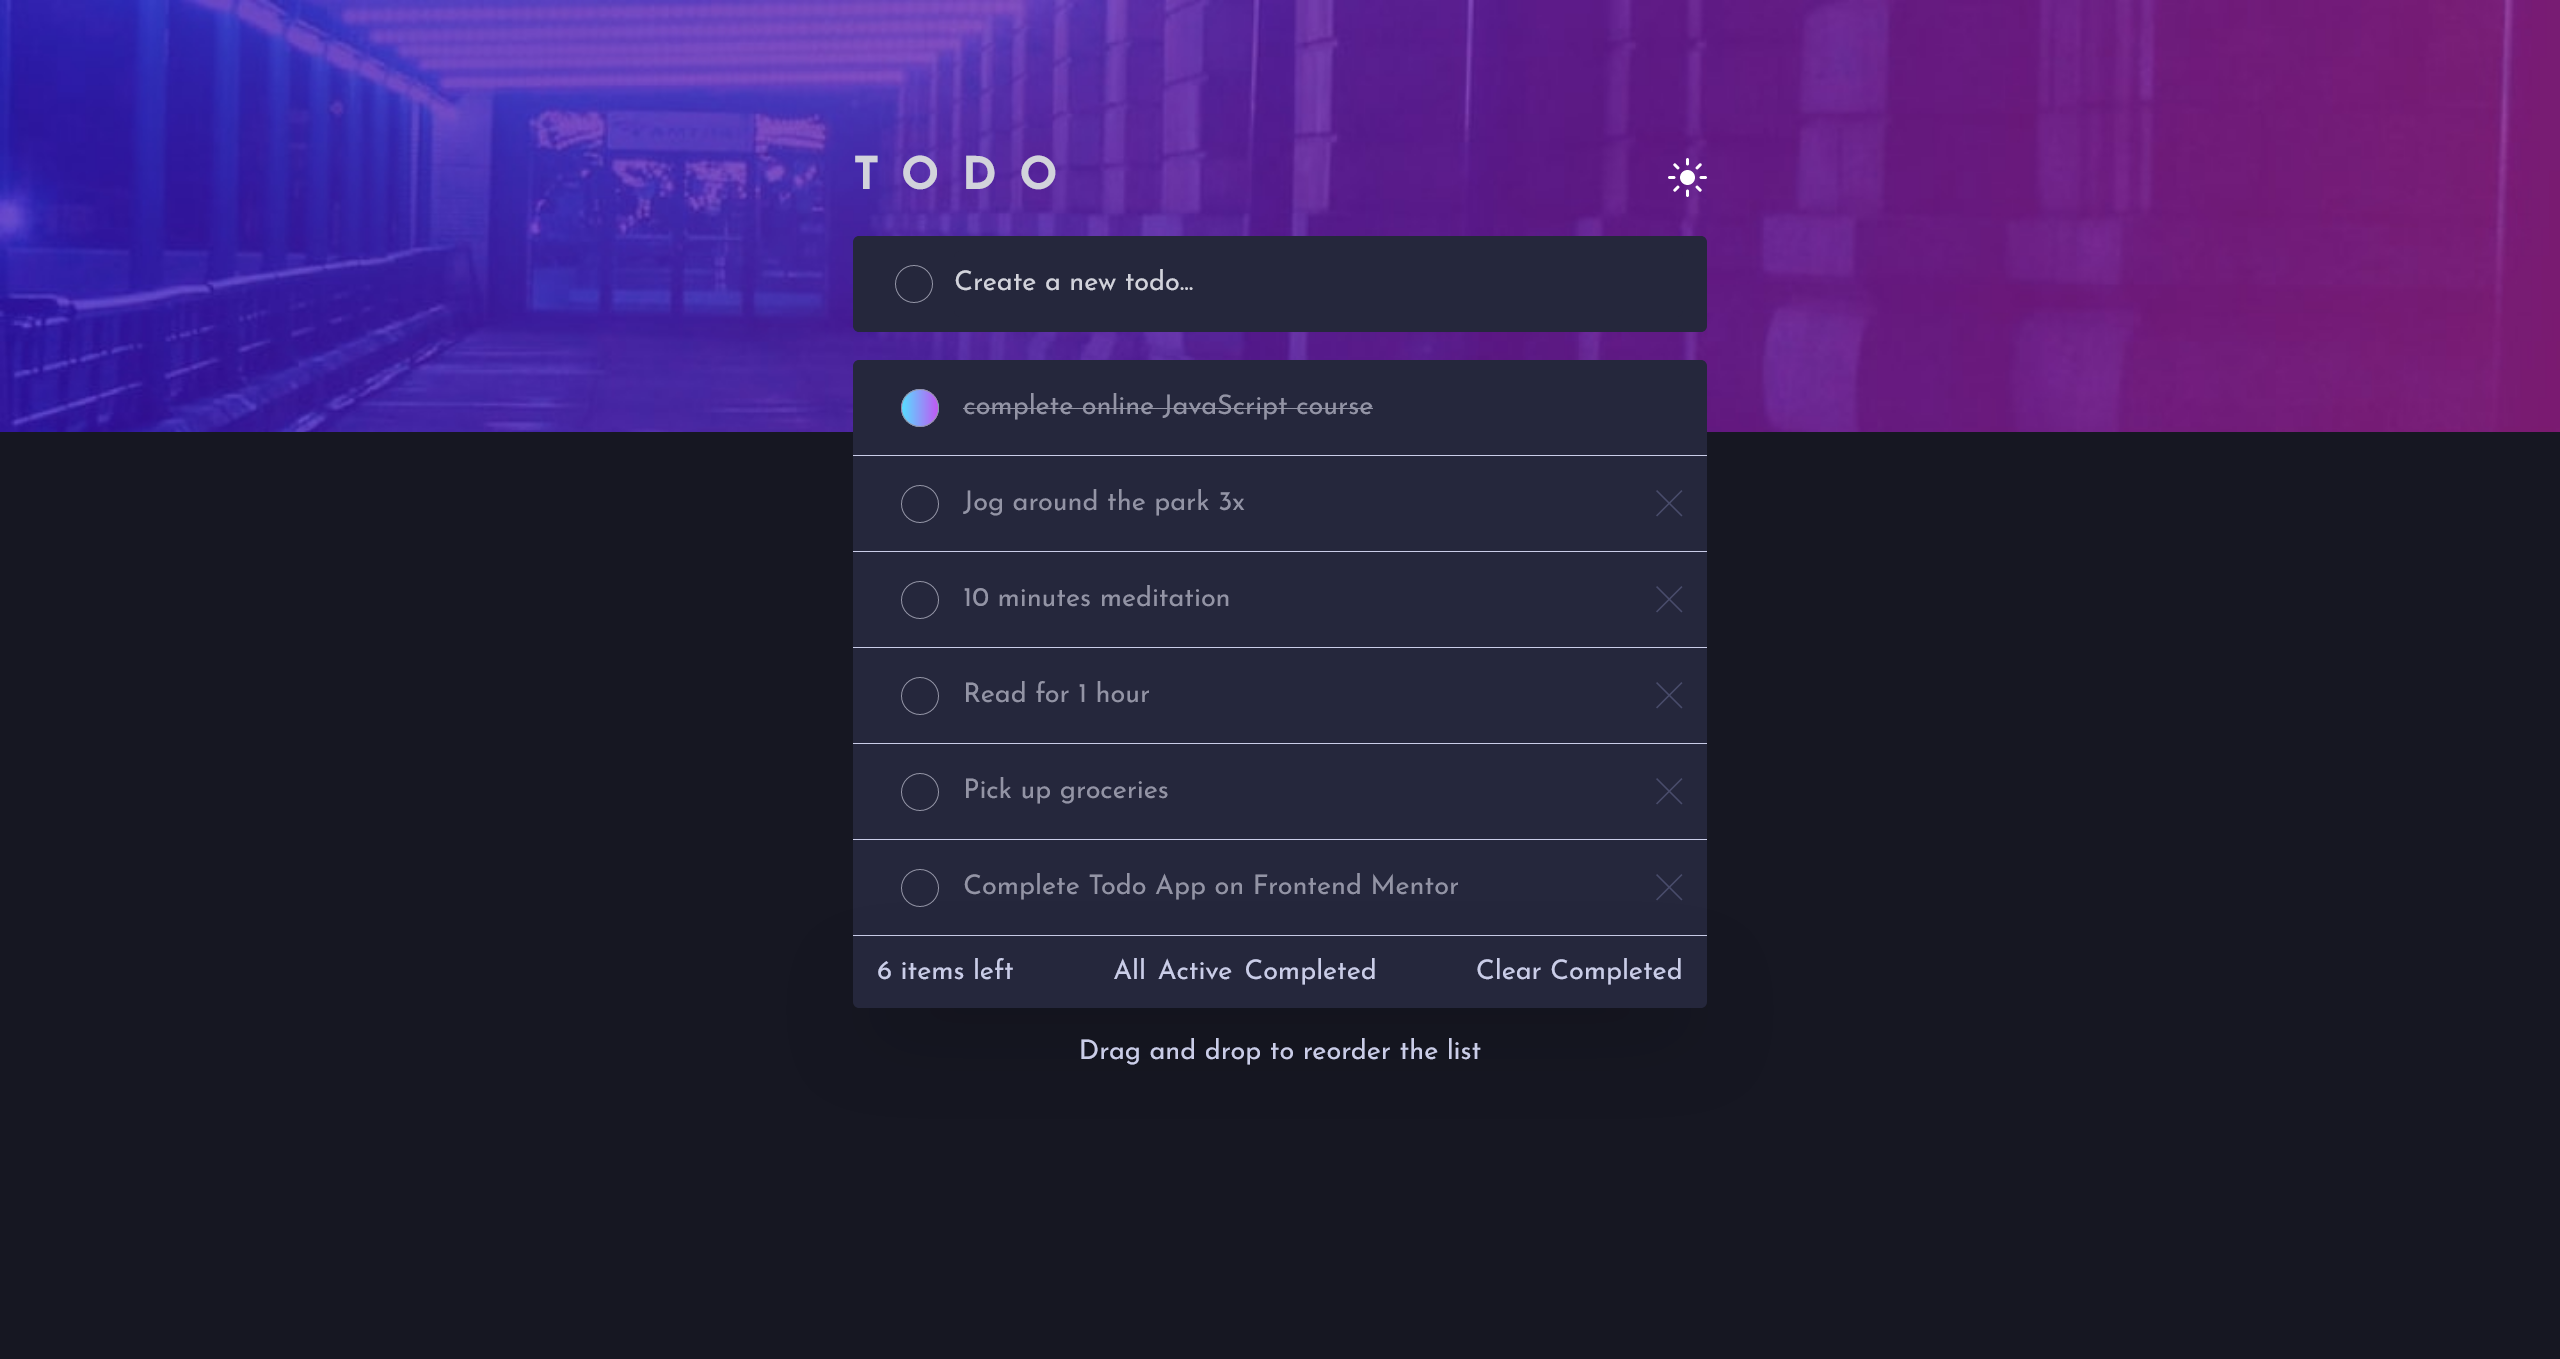 TODO
Create a new todo...
complete online JavaScript course
Jog around the park 3x
10 minutes meditation
Read for 1 hour
Pick up groceries
Complete Todo App on Frontend Mentor
6 items left All Active Completed Clear Completed
Drag and drop to reorder the list